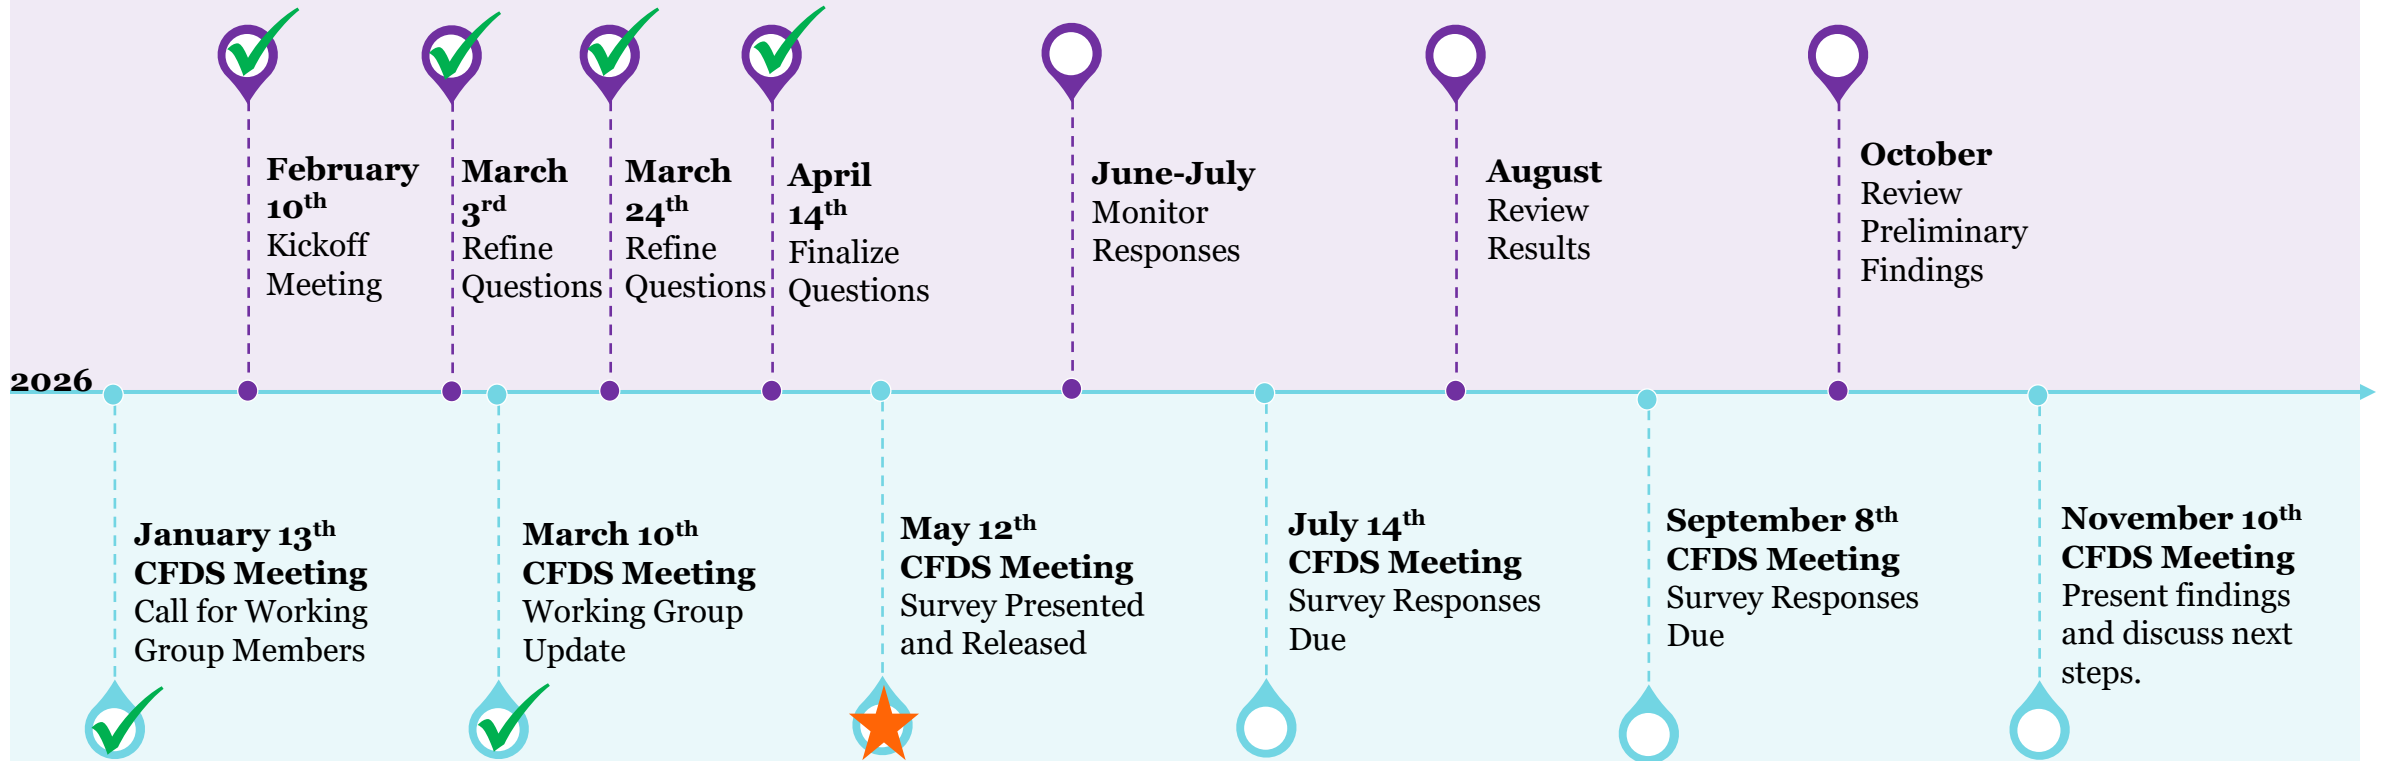 February
10th
Kickoff
Meeting
March
3rd
Refine
Questions
March
24th
Refine
Questions
April
14th
Finalize
Questions
June-July
Monitor
Responses
August
Review
Results
October
Review
Preliminary
Findings
2026
January 13th
CFDS Meeting
Call for Working
Group Members
March 10th
CFDS Meeting
Working Group
Update
May 12th
CFDS Meeting
Survey Presented
and Released
July 14th
CFDS Meeting
Survey Responses
Due
September 8th
CFDS Meeting
Survey Responses
Due
November 10th
CFDS Meeting
Present findings
and discuss next
steps.